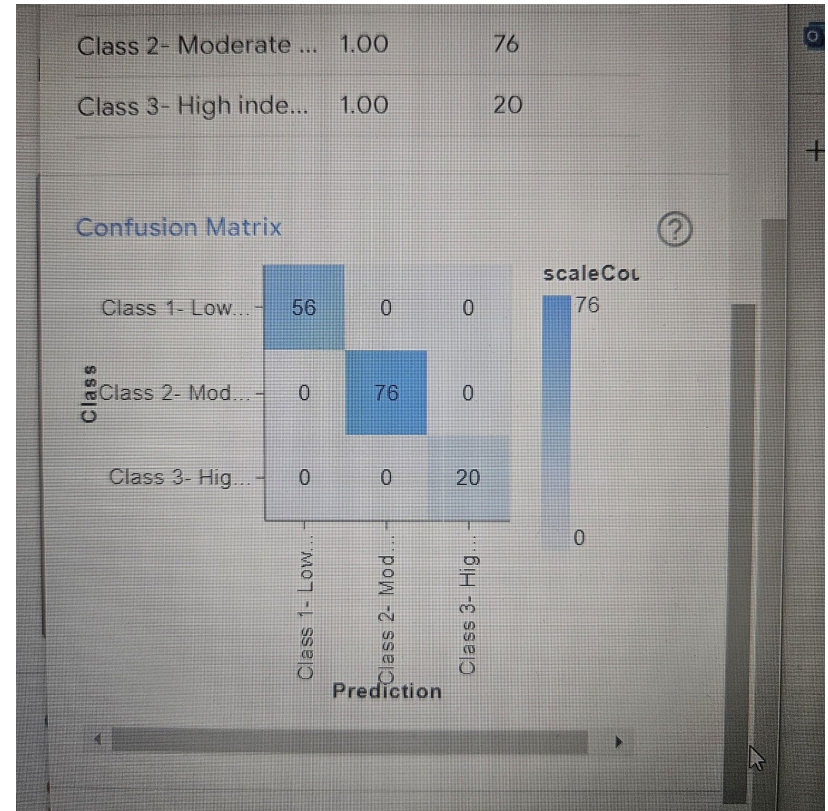 Class 2- Moderate ... 1.00 76
Class 3- High inde... 1.00 20
Confusion Matrix
?
scaleCou
76
0
Class
Class 1- Low...
56 0 0
Class 2- Mod...
0 76 0
Class 3- Hig...
0 0 20
Class 1- Low...
Class 2- Mod...
Class 3- Hig...
Prediction